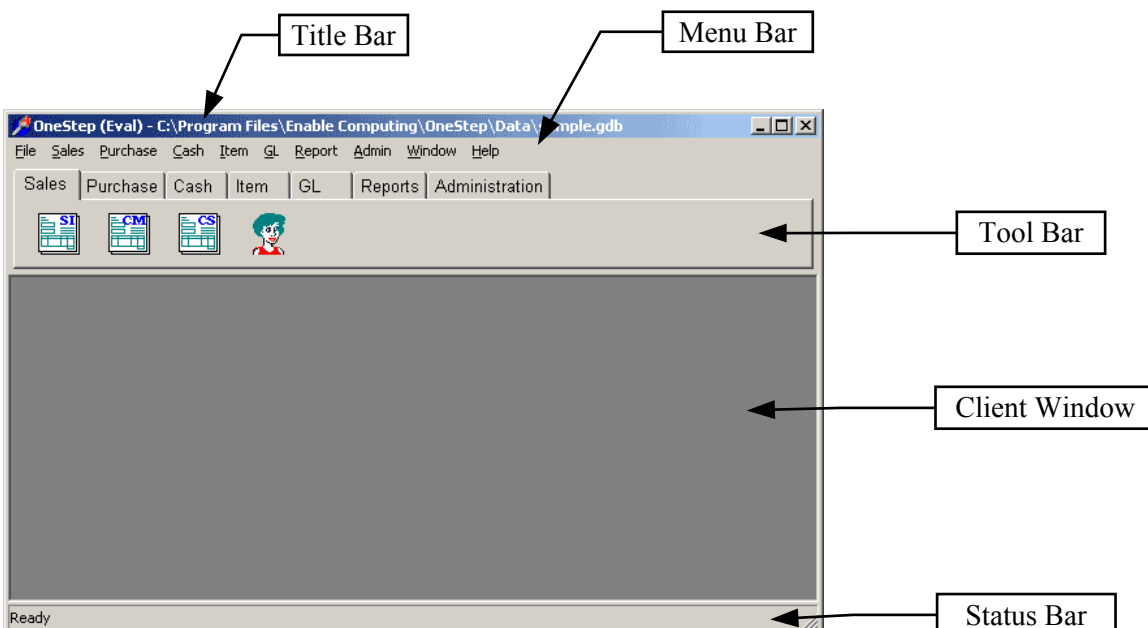 Title Bar
Menu Bar
OneStep (Eval) - C:\Program Files\Enable Computing\OneStep\Data\ mple.gdb
File Sales Purchase Cash Item GL Report Admin Window Help
Sales Purchase Cash Item GL Reports Administration
SI CM CS
Tool Bar
Client Window
Ready
Status Bar